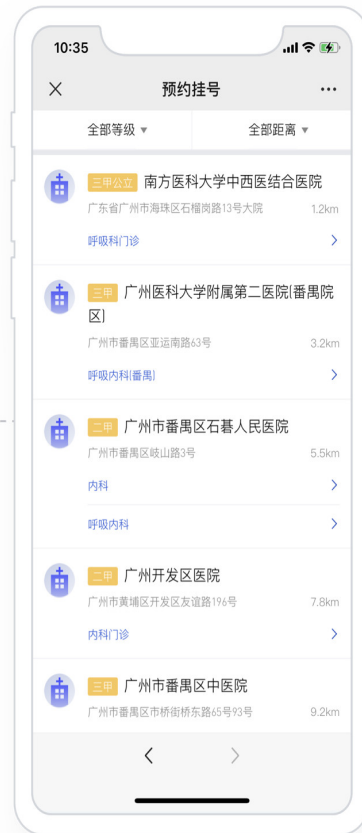 10:35
预约挂号
全部等级 全部距离
三甲公立 南方医科大学中西医结合医院
广东省广州市海珠区石榴岗路13号大院 1.2km
呼吸科门诊
三甲 广州医科大学附属第二医院(番禺院
区)
广州市番禺区亚运南路63号 3.2km
呼吸内科(番禺)
二甲 广州市番禺区石碁人民医院
广州市番禺区岐山路3号 5.5km
内科
呼吸内科
二甲 广州开发区医院
广州市黄埔区开发区友谊路196号 7.8km
内科门诊
三甲 广州市番禺区中医院
广州市番禺区市桥街桥东路65号93号 9.2km